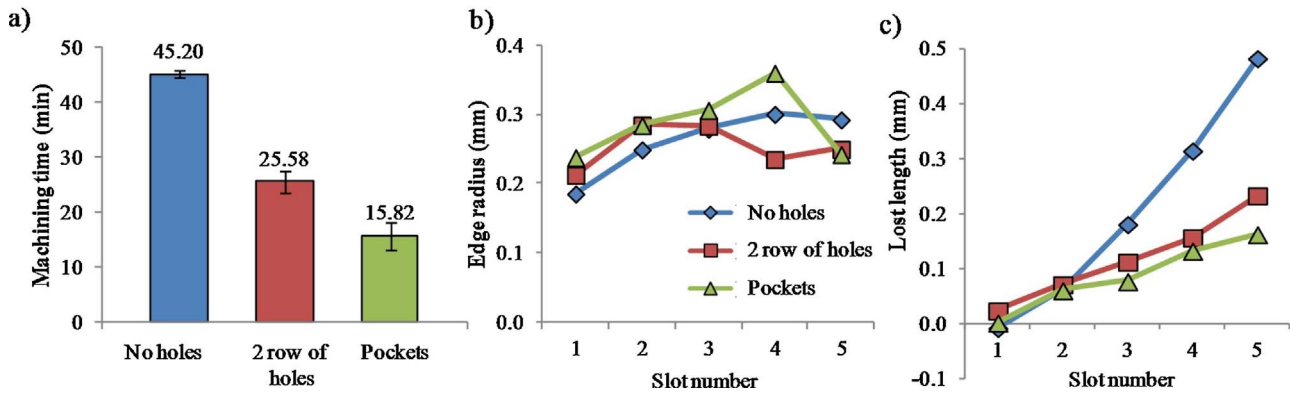 a)
Machining time (min)
50
40
30
20
10
0
45.20
25.58
15.82
No holes
2 row of
holes
Pockets
b)
Edge radius (mm)
0.4
0.3
0.2
0.1
0.0
No holes
2 row of holes
Pockets
1 2 3 4 5
Slot number
c)
Lost length (mm)
0.5
0.4
0.3
0.2
0.1
0.0
-0.1
1 2 3 4 5
Slot number